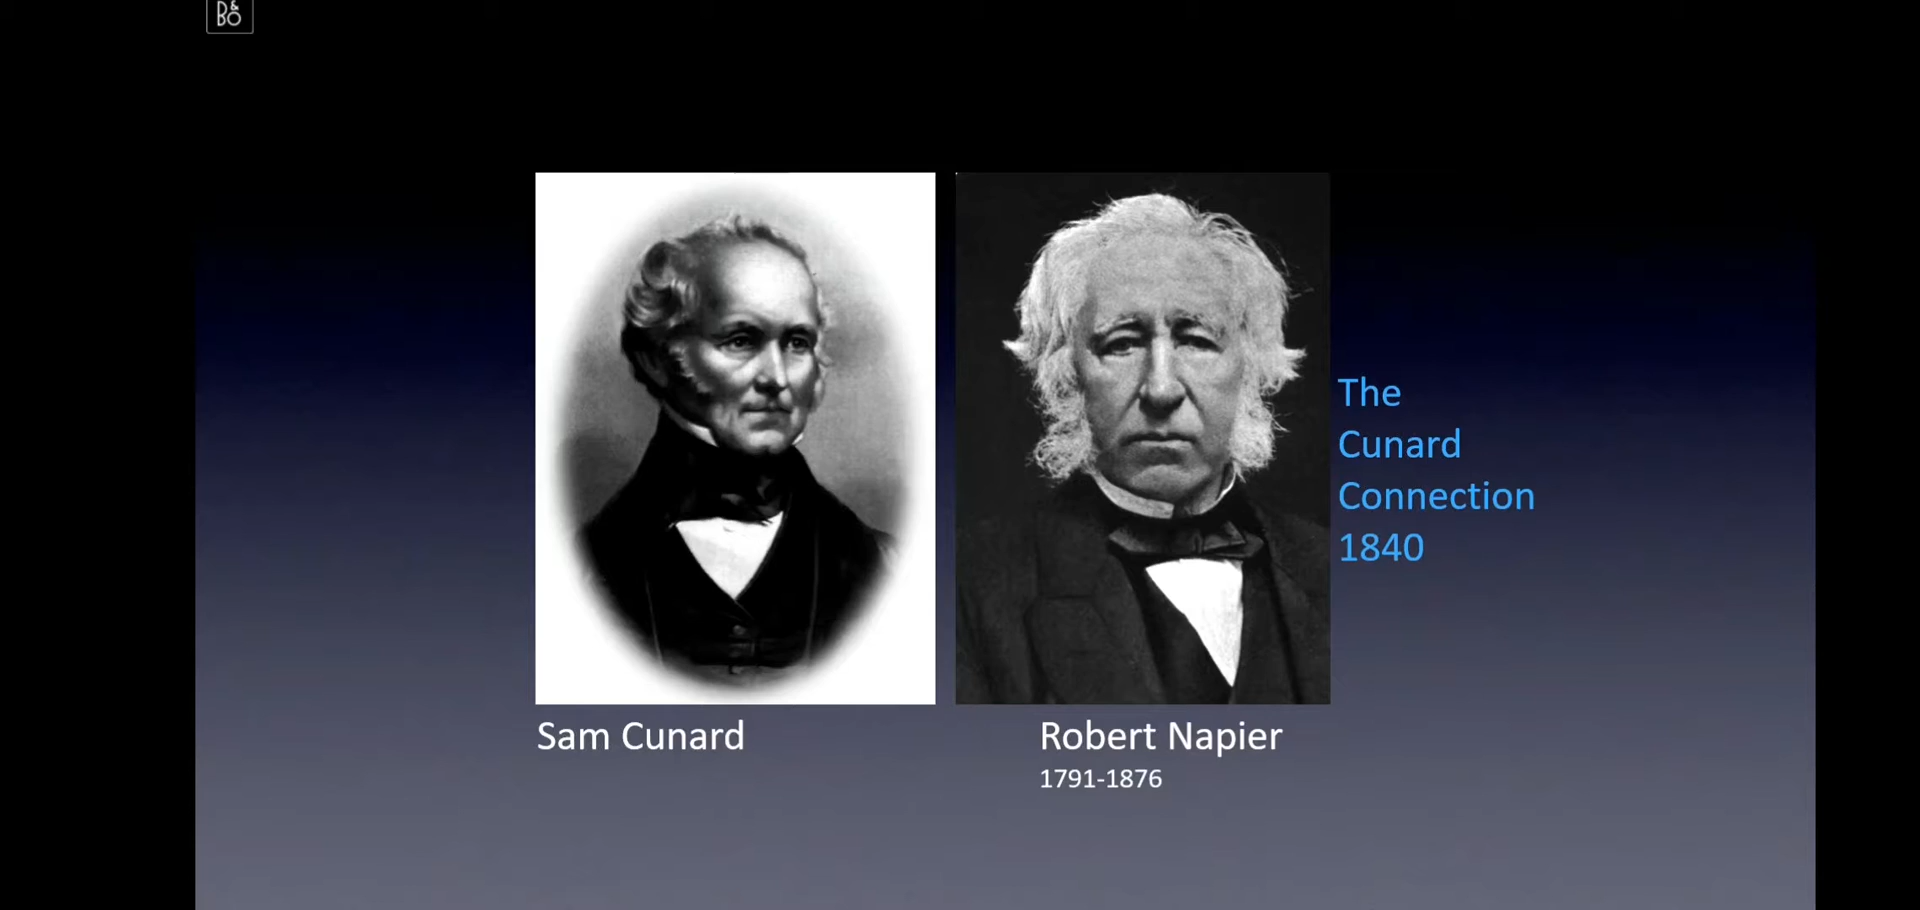 B&O
Sam Cunard
Robert Napier
1791-1876
The
Cunard
Connection
1840